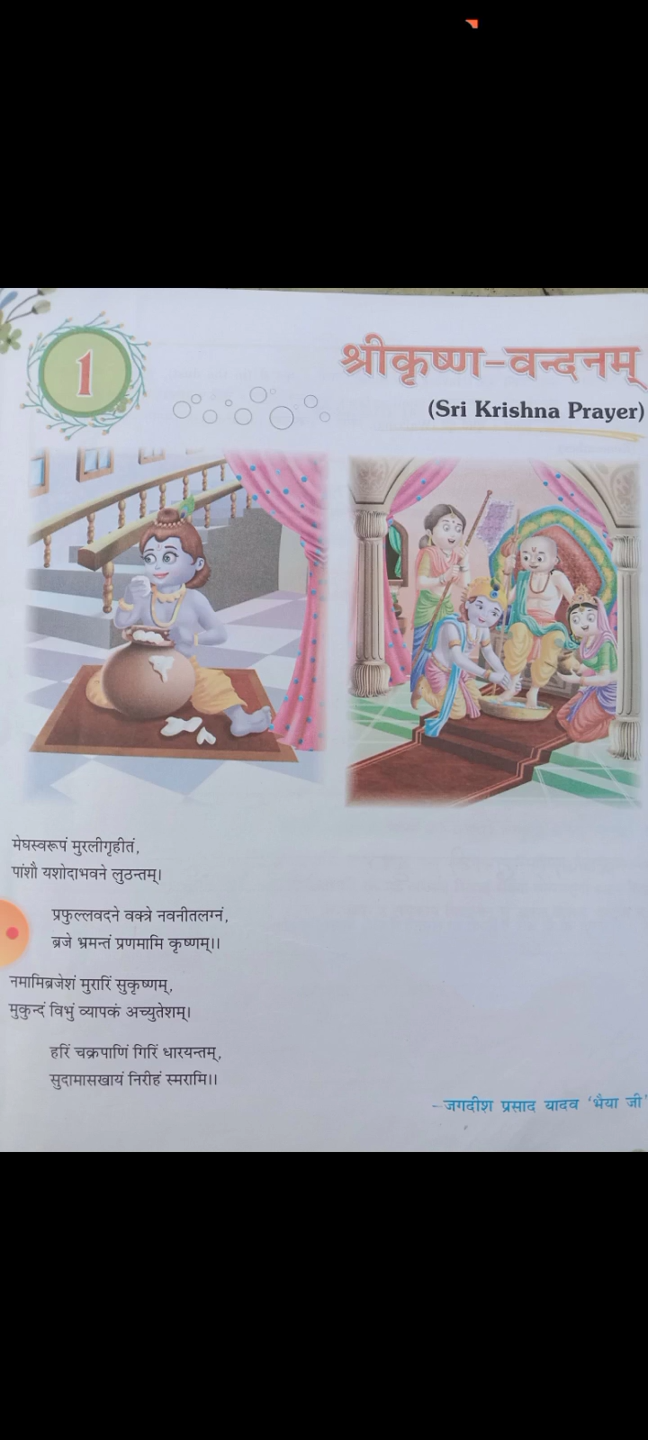 1
श्रीकृष्ण-वन्दनम्
(Sri Krishna Prayer)
मेघस्वरूपं मुरलीगृहीतं,
पांशौ यशोदाभवने लुठन्तम्।
प्रफुल्लवदने वक्त्रे नवनीतलग्नं,
ब्रजे भ्रमन्तं प्रणमामि कृष्णम्।।
नमामिब्रजेशं मुरारिं सुकृष्णम्,
मुकुन्दं विभुं व्यापकं अच्युतेशम्।
हरिं चक्रपाणिं गिरिं धारयन्तम्,
सुदामासखायं निरीहं स्मरामि।।
–जगदीश प्रसाद यादव 'भैया जी'